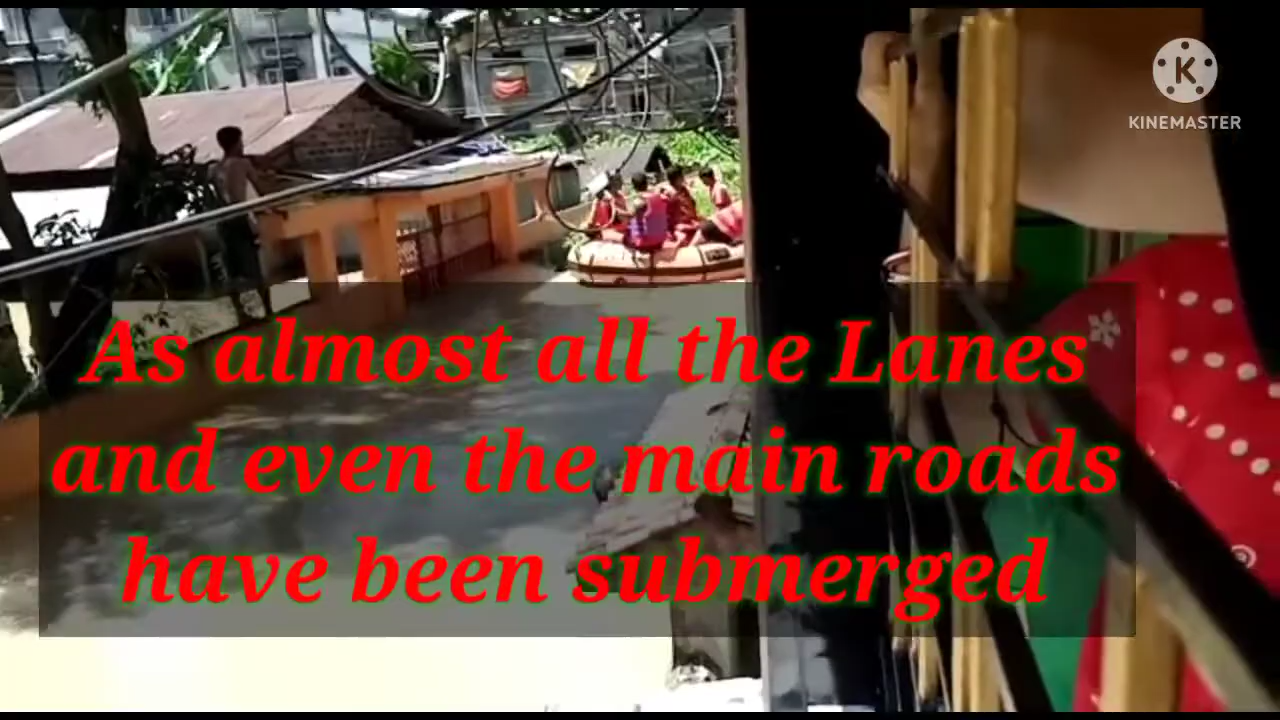 KINEMASTER
As almost all the Lanes
and even the main roads
have been submerged